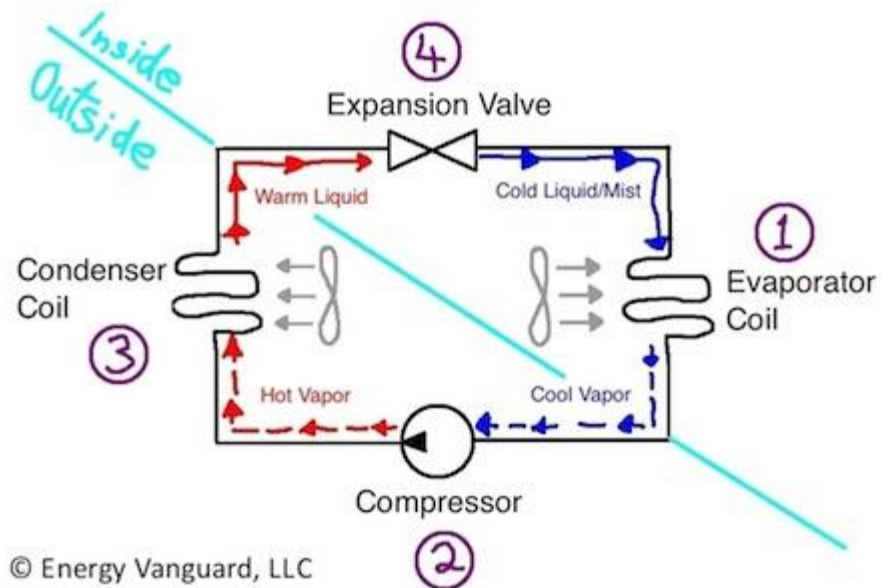 Inside
Outside
④
Expansion Valve
Warm Liquid
Cold Liquid/Mist
①
Condenser
Coil
Evaporator
Coil
③
Hot Vapor
Cool Vapor
Compressor
②
© Energy Vanguard, LLC